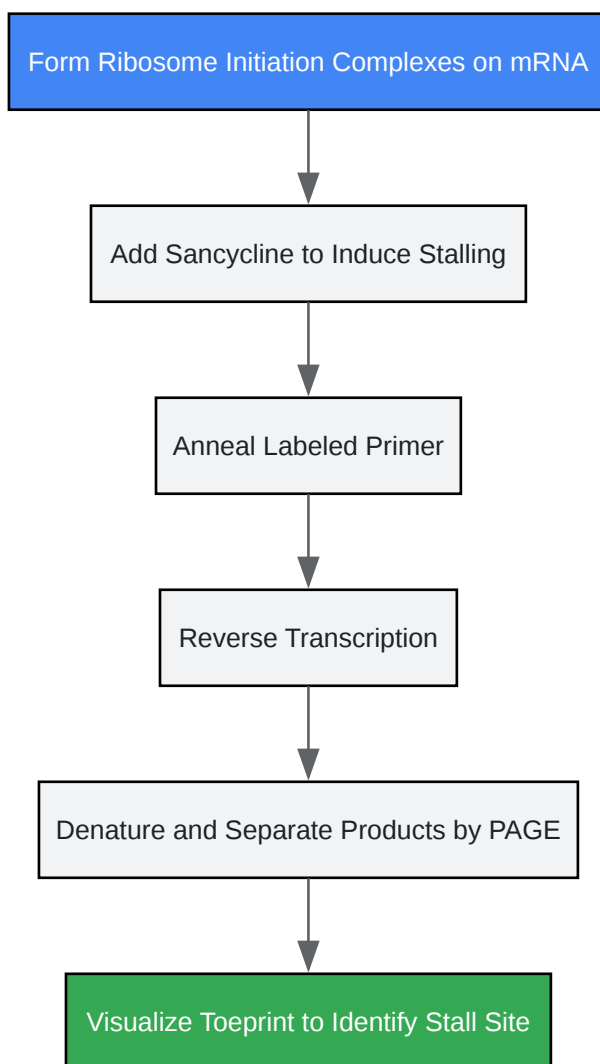 Form Ribosome Initiation Complexes on mRNA
Add Sancycline to Induce Stalling
Anneal Labeled Primer
Reverse Transcription
Denature and Separate Products by PAGE
Visualize Toeprint to Identify Stall Site